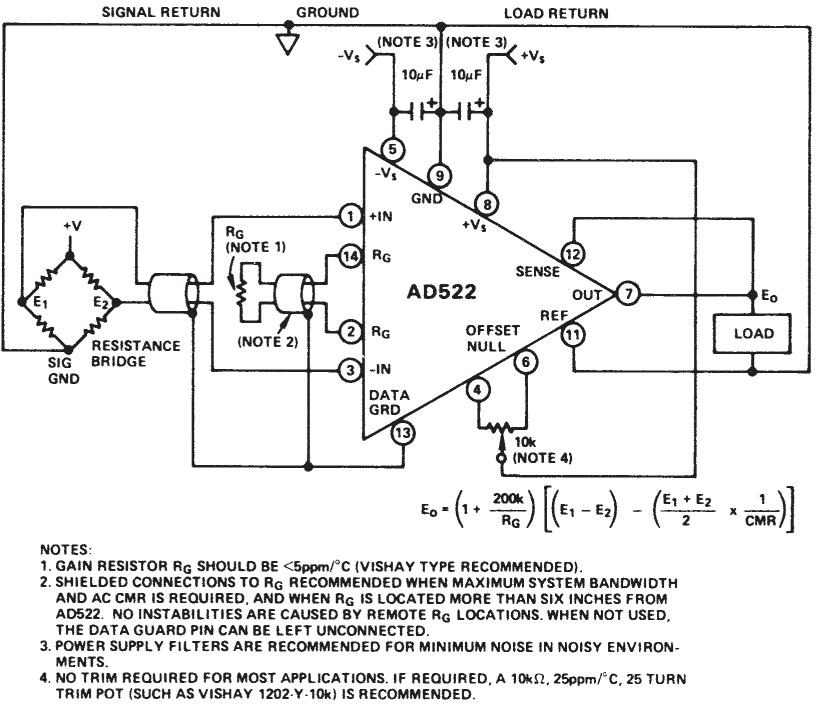 SIGNAL RETURN
GROUND
LOAD RETURN
-Vs
(NOTE 3)
(NOTE 3)
+Vs
10µF
10µF
+
+
5
-Vs
9
GND
8
+Vs
1
+IN
14
RG
RG
(NOTE 1)
+V
E1
E2
RESISTANCE
BRIDGE
SIG
GND
(NOTE 2)
AD522
12
SENSE
OUT
7
Eo
LOAD
REF
11
2
RG
3
-IN
OFFSET
NULL
6
4
DATA
GRD
13
10k
(NOTE 4)
Eo = (1 + 200k/RG) [(E1 – E2) – (E1 + E2/2 x 1/CMR)]
NOTES:
1. GAIN RESISTOR RG SHOULD BE <5ppm/°C (VISHAY TYPE RECOMMENDED).
2. SHIELDED CONNECTIONS TO RG RECOMMENDED WHEN MAXIMUM SYSTEM BANDWIDTH
AND AC CMR IS REQUIRED, AND WHEN RG IS LOCATED MORE THAN SIX INCHES FROM
AD522. NO INSTABILITIES ARE CAUSED BY REMOTE RG LOCATIONS. WHEN NOT USED,
THE DATA GUARD PIN CAN BE LEFT UNCONNECTED.
3. POWER SUPPLY FILTERS ARE RECOMMENDED FOR MINIMUM NOISE IN NOISY ENVIRON-
MENTS.
4. NO TRIM REQUIRED FOR MOST APPLICATIONS. IF REQUIRED, A 10kΩ, 25ppm/°C, 25 TURN
TRIM POT (SUCH AS VISHAY 1202-Y-10k) IS RECOMMENDED.